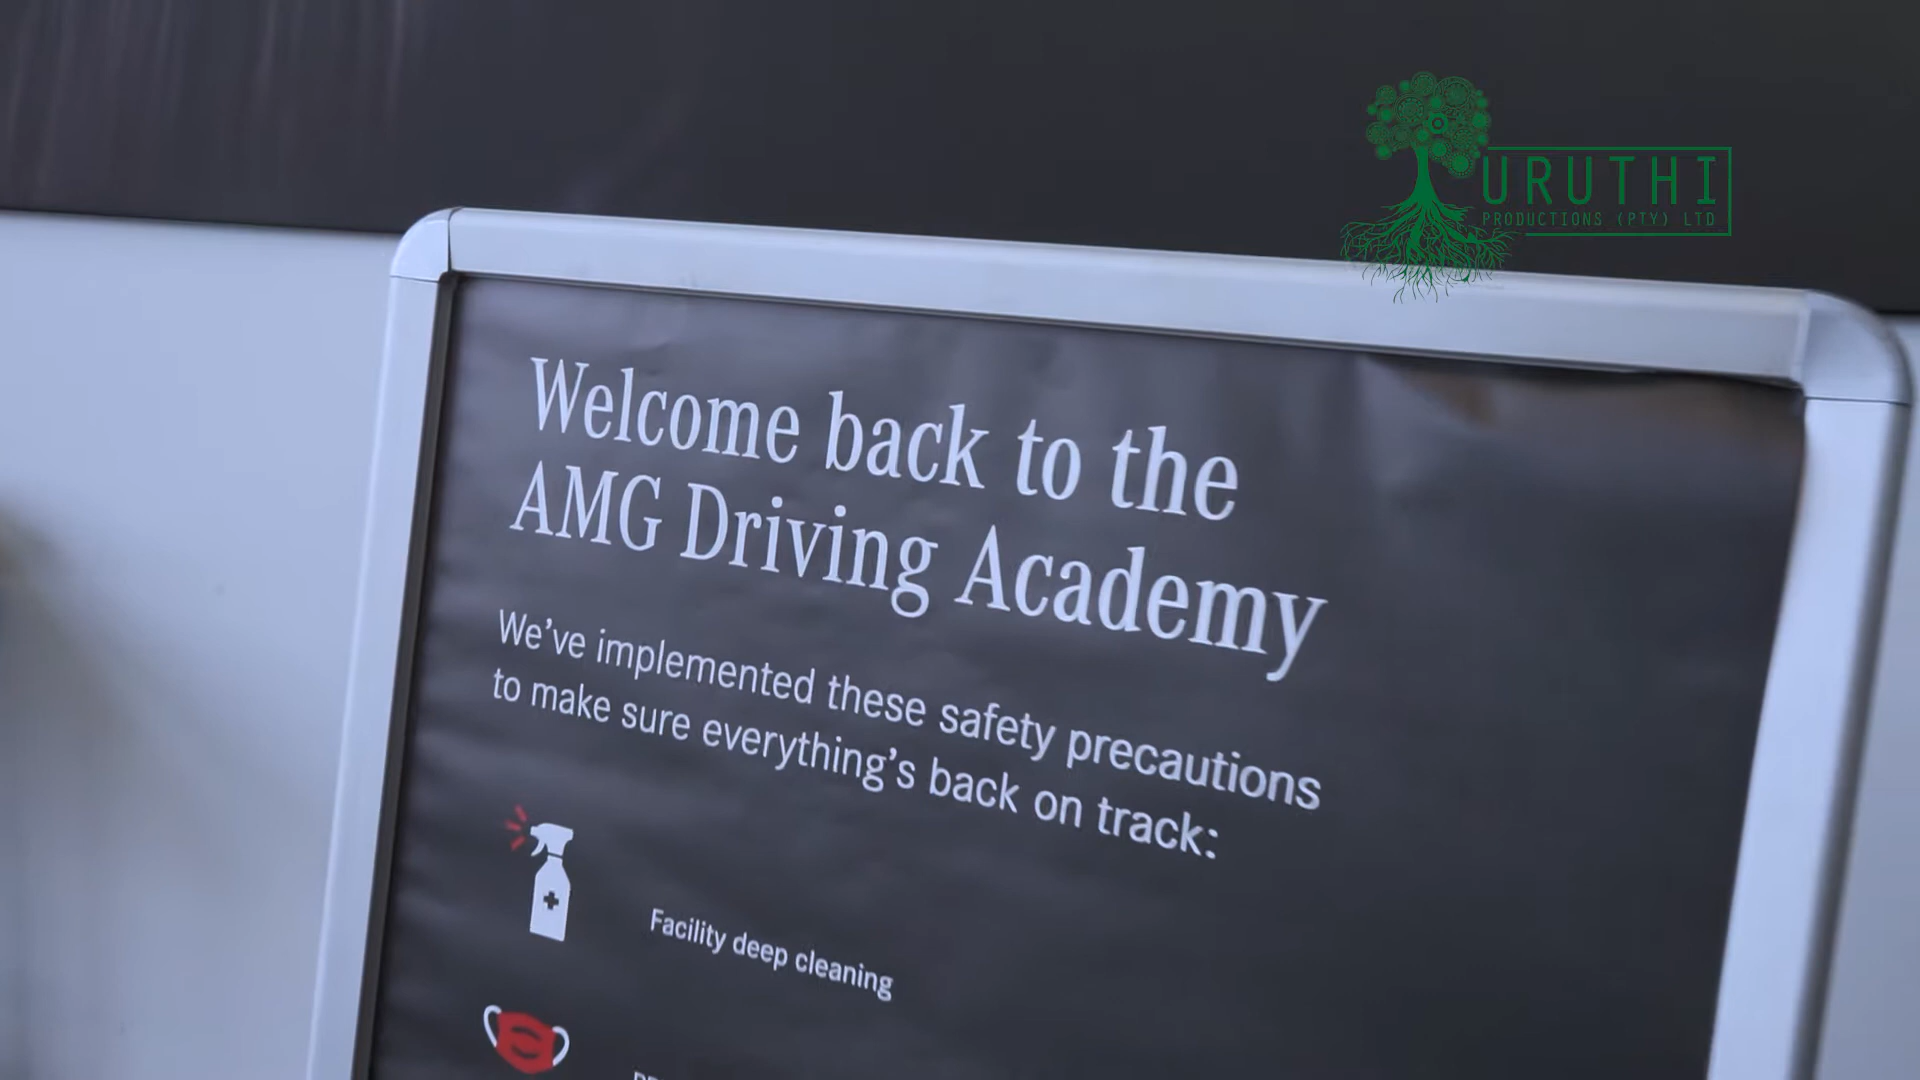 URUTHI
PRODUCTIONS (PTY) LTD
Welcome back to the
AMG Driving Academy
We've implemented these safety precautions
to make sure everything's back on track:
Facility deep cleaning